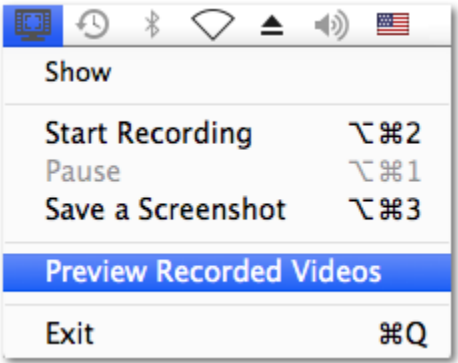 Show
Start Recording ⌥⌘2
Pause ⌥⌘1
Save a Screenshot ⌥⌘3
Preview Recorded Videos
Exit ⌘Q